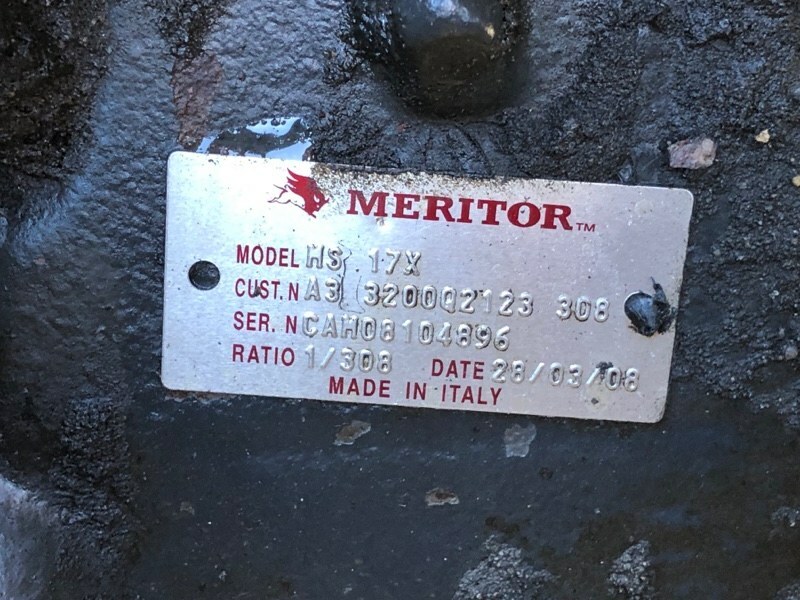 MERITOR™
MODEL HS 17X
CUST.N A3 3200Q2123 308
SER. N CAH08104896
RATIO 1/308 DATE 28/03/08
MADE IN ITALY